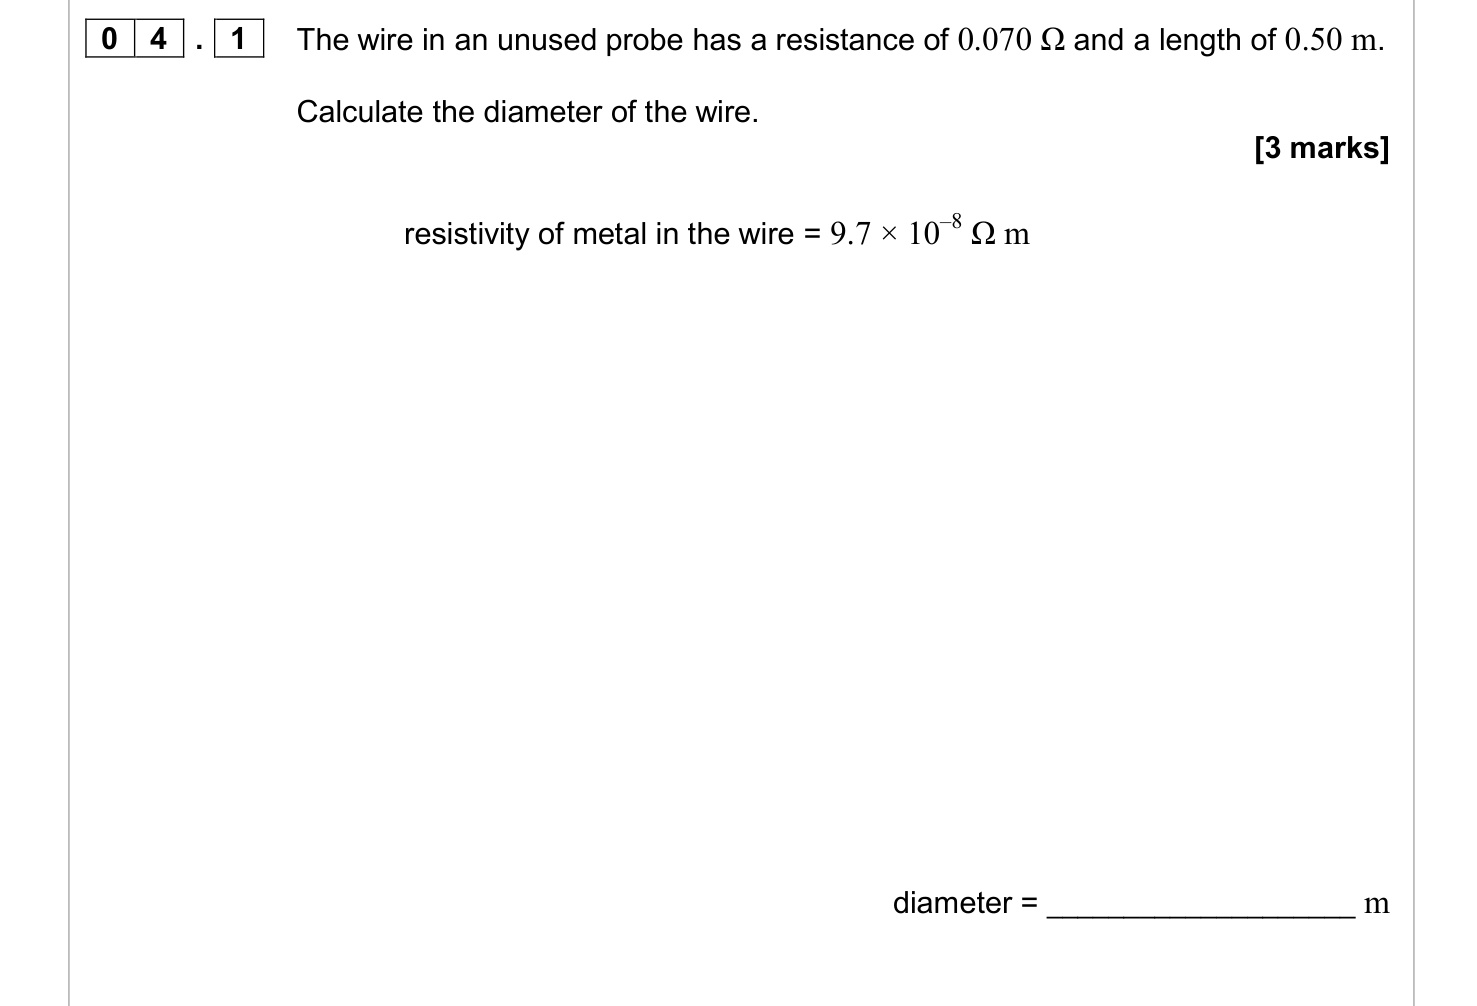 0 4 . 1 The wire in an unused probe has a resistance of 0.070 Ω and a length of 0.50 m.
Calculate the diameter of the wire.
[3 marks]
resistivity of metal in the wire = 9.7 × 10⁻⁸ Ω m
diameter = ____________________ m